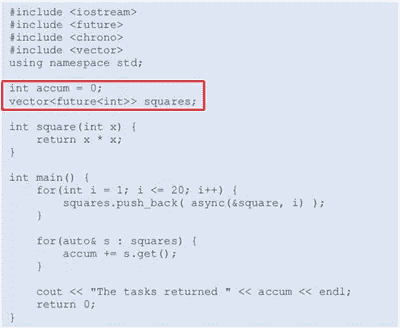 #include <iostream>
#include <future>
#include <chrono>
#include <vector>
using namespace std;
int accum = 0;
vector<future<int>> squares;
int square(int x) {
    return x * x;
}
int main() {
    for(int i = 1; i <= 20; i++) {
        squares.push_back( async(&square, i) );
    }
    for(auto& s : squares) {
        accum += s.get();
    }
    cout << "The tasks returned " << accum << endl;
    return 0;
}